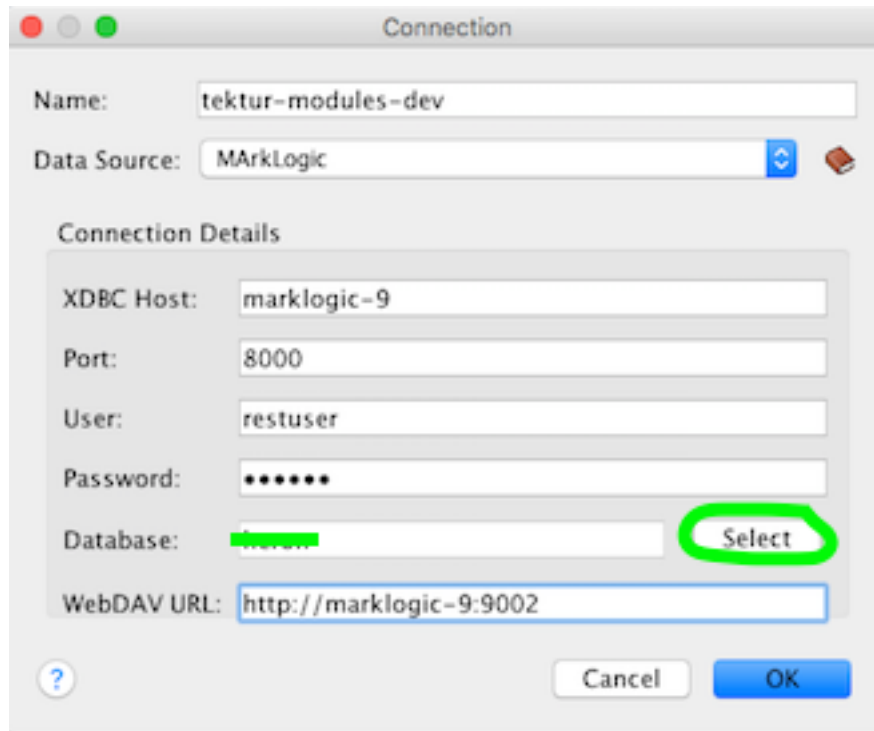 Connection
Name: tektur-modules-dev
Data Source: MArkLogic
Connection Details
XDBC Host: marklogic-9
Port: 8000
User: restuser
Password: ••••••
Database: Select
WebDAV URL: http://marklogic-9:9002
? Cancel OK